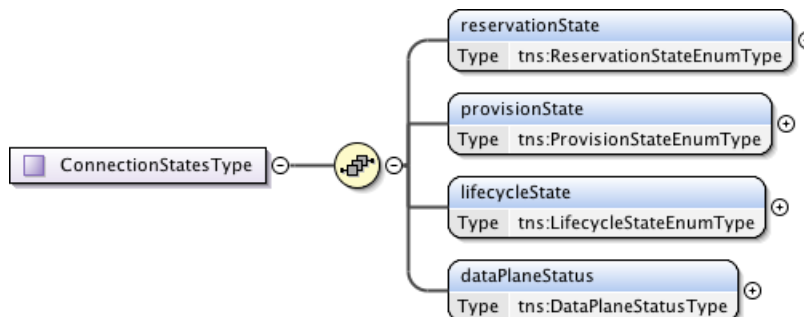 reservationState
Type tns:ReservationStateEnumType
provisionState
Type tns:ProvisionStateEnumType
ConnectionStatesType
lifecycleState
Type tns:LifecycleStateEnumType
dataPlaneStatus
Type tns:DataPlaneStatusType